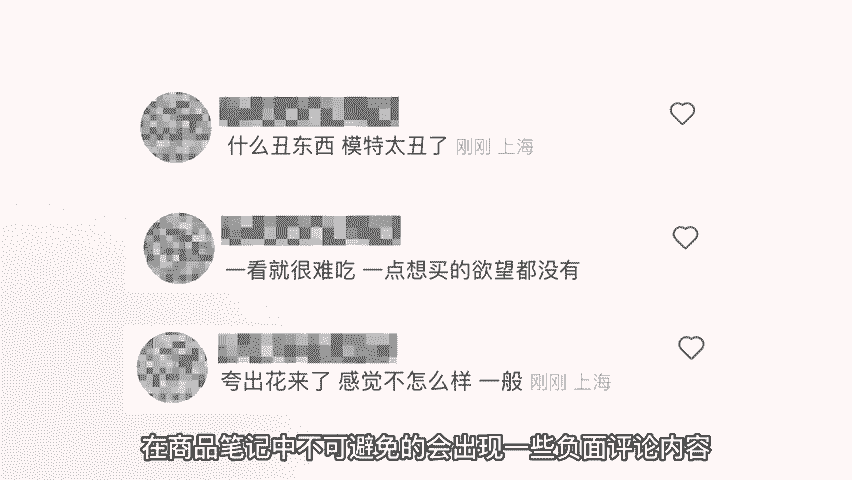 什么丑东西 模特太丑了 刚刚 上海
一看就很难吃 一点想买的欲望都没有
夸出花来了 感觉不怎么样 一般 刚刚 上海
在商品笔记中不可避免的会出现一些负面评论内容